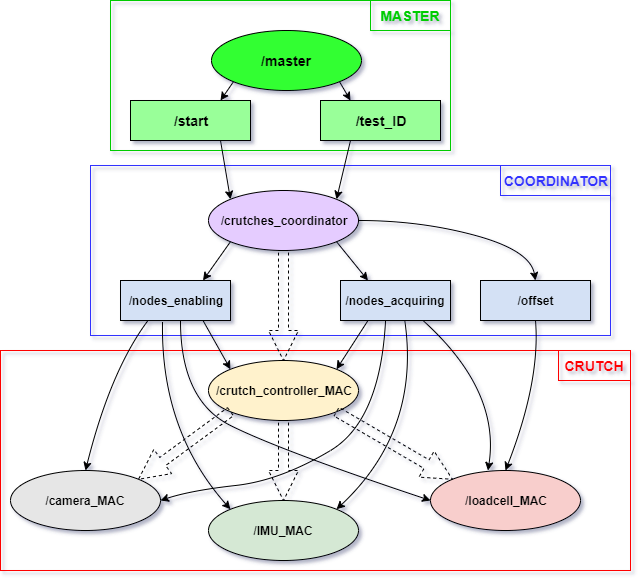 MASTER
/master
/start
/test_ID
COORDINATOR
/crutches_coordinator
/nodes_enabling
/nodes_acquiring
/offset
CRUTCH
/crutch_controller_MAC
/camera_MAC
/IMU_MAC
/loadcell_MAC